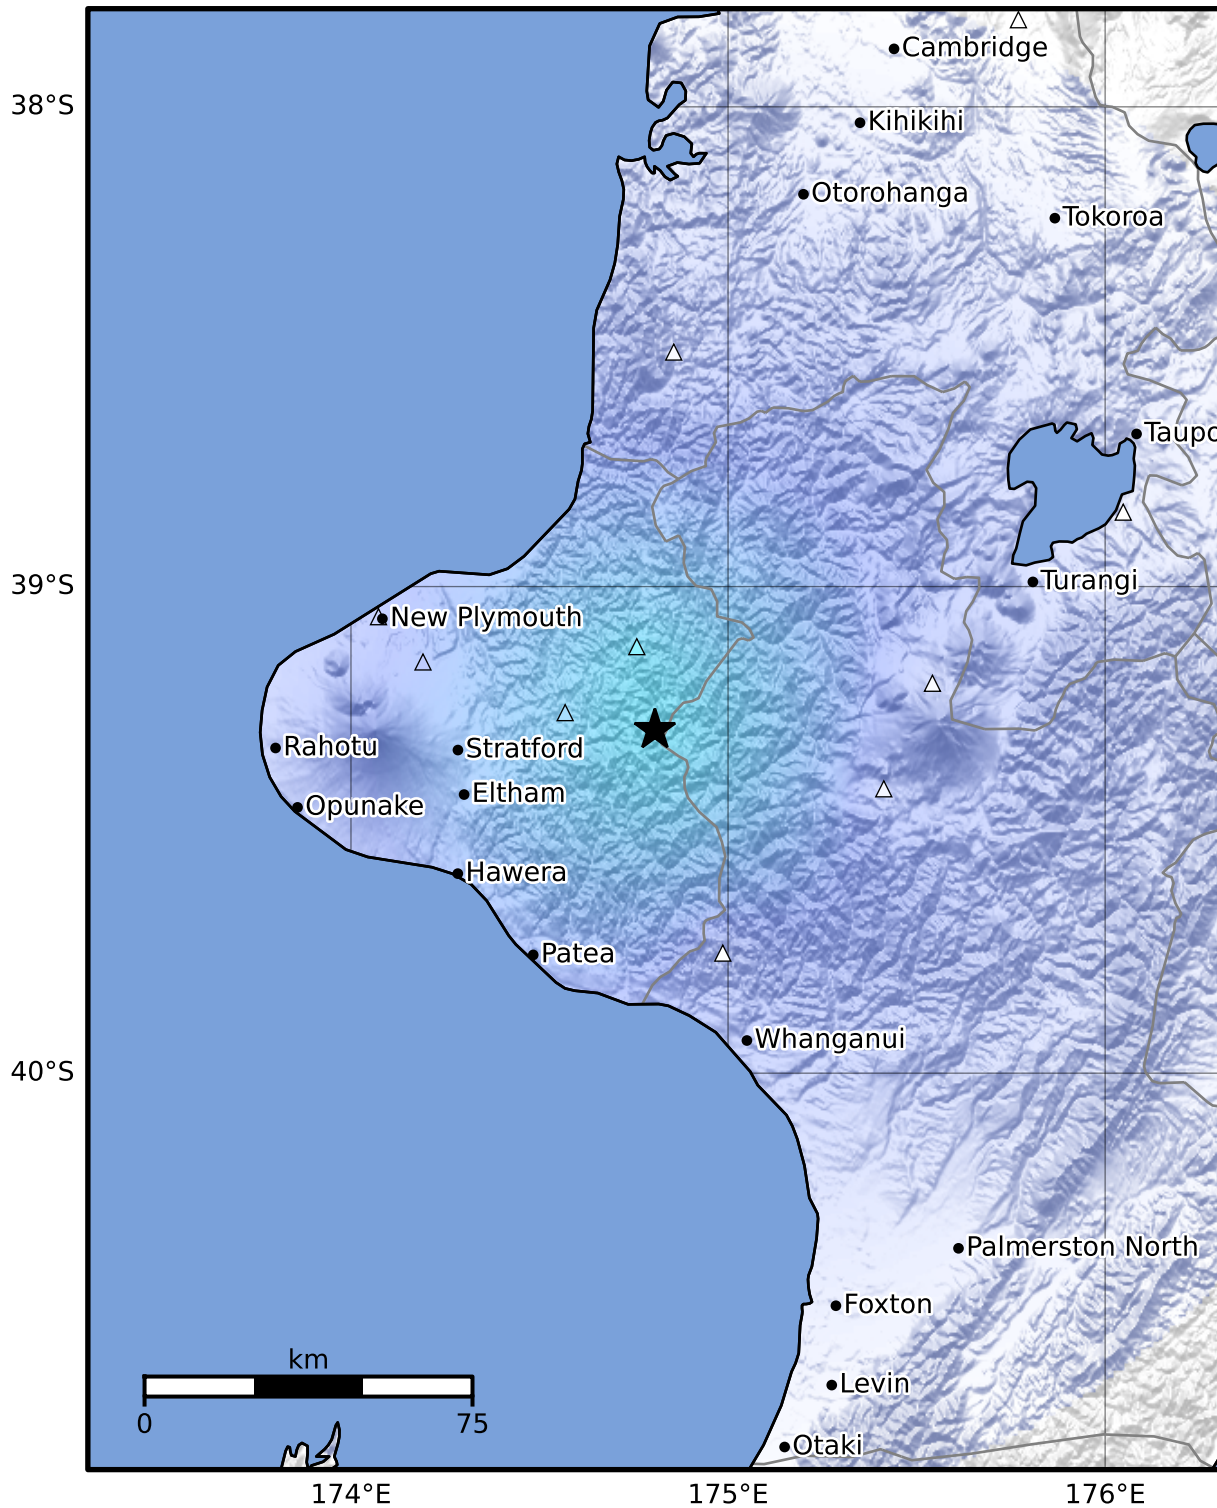 Cambridge
38°S
Kihikihi
Otorohanga
Tokoroa
Taupo
39°S
Turangi
New Plymouth
Rahotu
Stratford
Eltham
Opunake
Hawera
Patea
Whanganui
40°S
Palmerston North
Foxton
km
Levin
0
75
Otaki
174°E
175°E
176°E